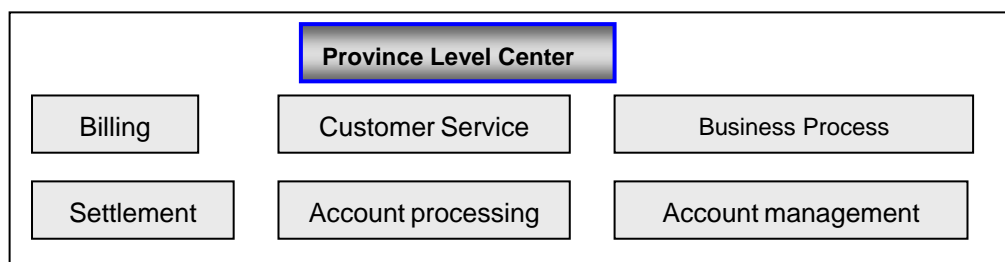 Province Level Center
Billing
Customer Service
Business Process
Settlement
Account processing
Account management